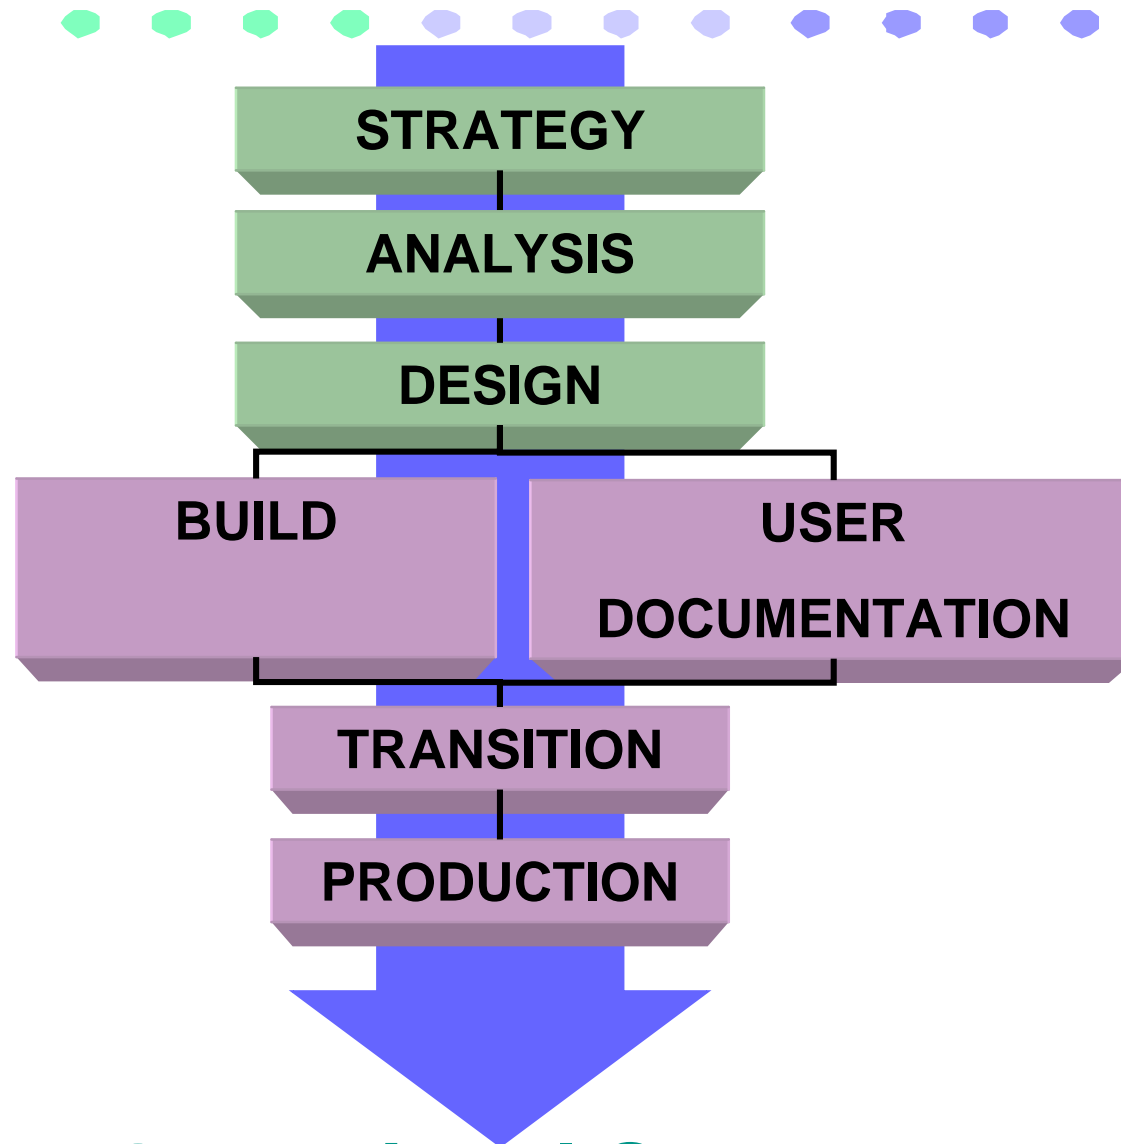 STRATEGY
ANALYSIS
DESIGN
BUILD
USER
DOCUMENTATION
TRANSITION
PRODUCTION